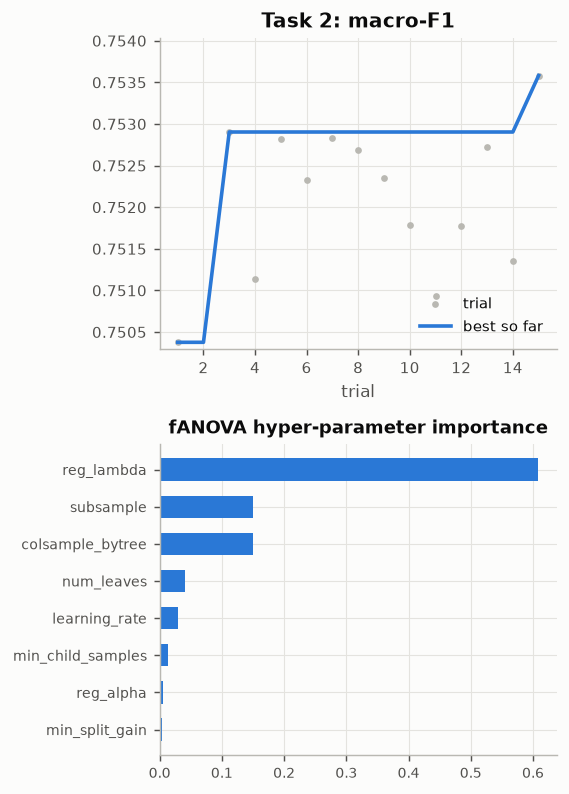 Task 2: macro-F1
0.7540
0.7535
0.7530
0.7525
0.7520
0.7515
0.7510
0.7505
trial
best so far
2 4 6 8 10 12 14
trial
fANOVA hyper-parameter importance
reg_lambda
subsample
colsample_bytree
num_leaves
learning_rate
min_child_samples
reg_alpha
min_split_gain
0.0 0.1 0.2 0.3 0.4 0.5 0.6